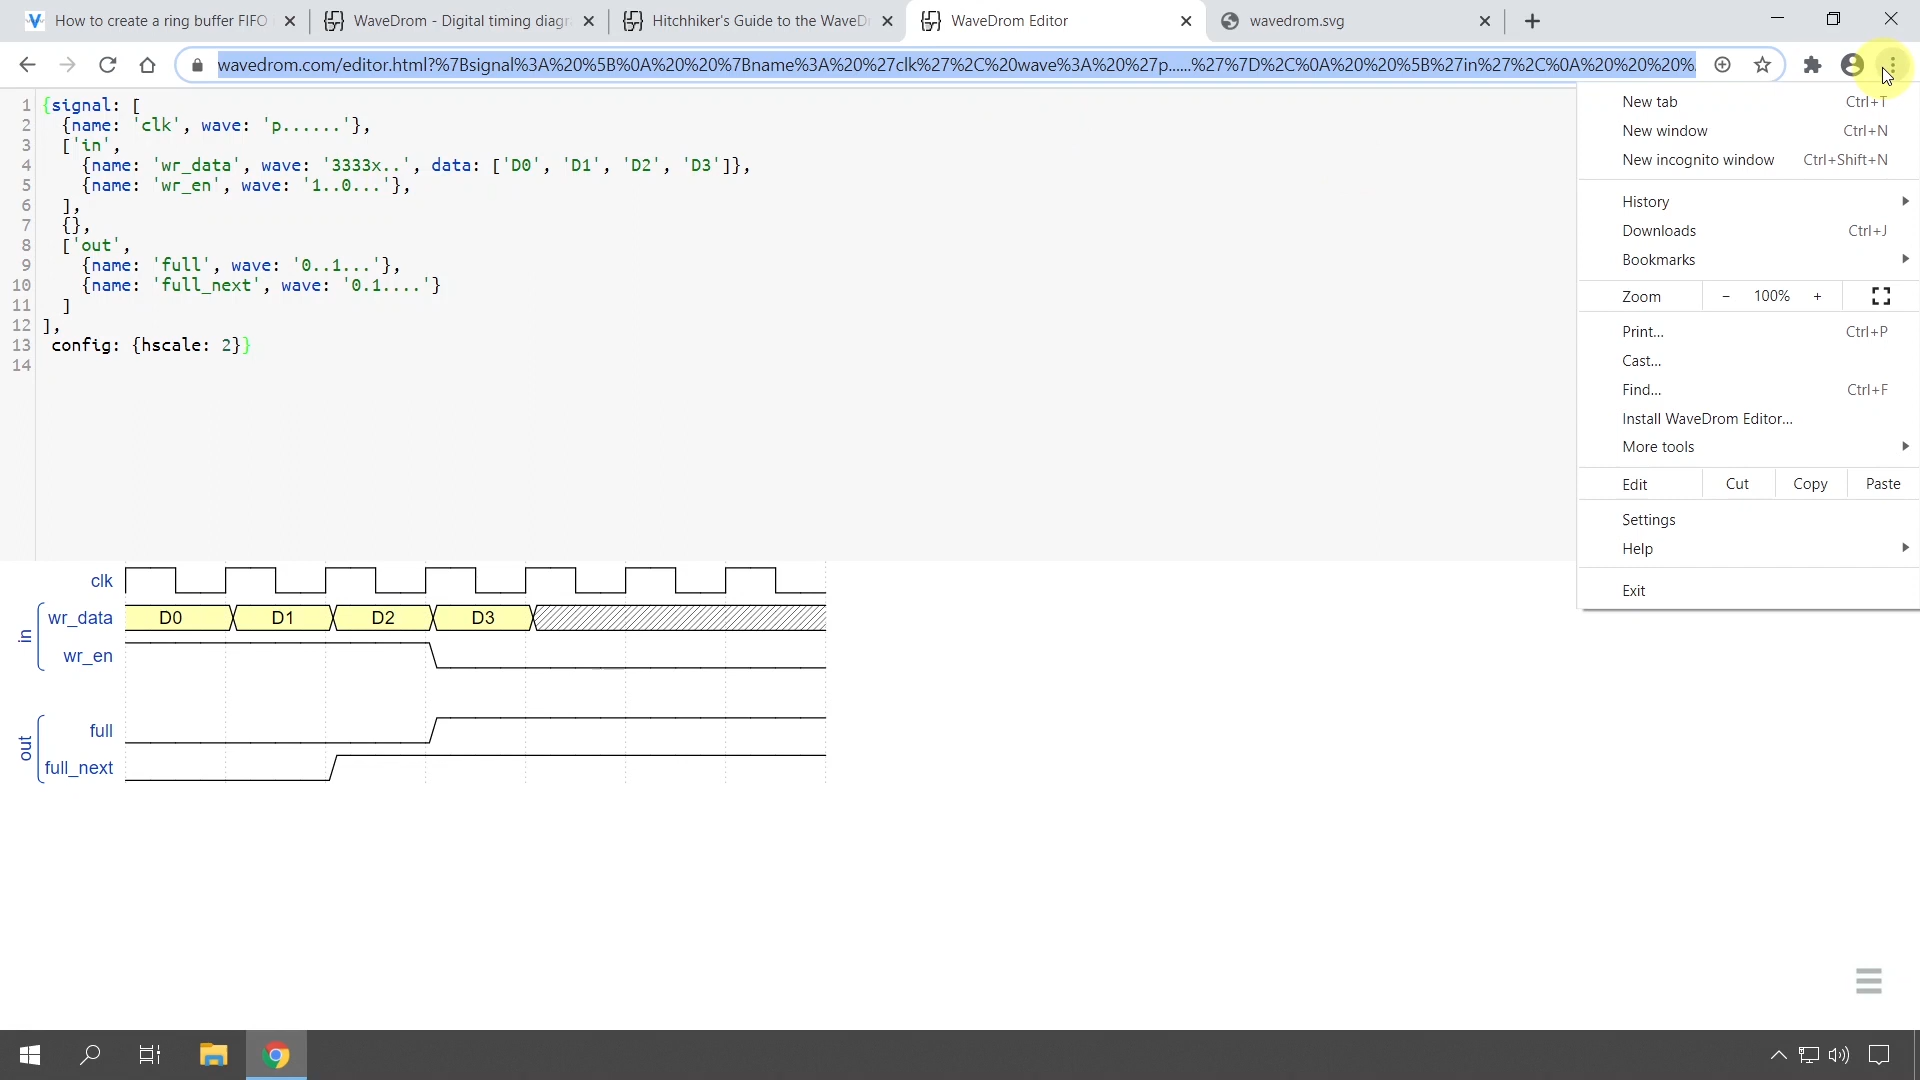 How to create a ring buffer FIFO
WaveDrom - Digital timing diagr
Hitchhiker's Guide to the WaveDr
WaveDrom Editor
wavedrom.svg
wavedrom.com/editor.html?%7Bsignal%3A%20%5B%0A%20%20%7Bname%3A%20%27clk%27%2C%20wave%3A%20%27p......%27%7D%2C%0A%20%20%5B%27in%27%2C%0A%20%20%20%
1 {signal: [
2 {name: 'clk', wave: 'p......'},
3 ['in',
4 {name: 'wr_data', wave: '3333x..', data: ['D0', 'D1', 'D2', 'D3']},
5 {name: 'wr_en', wave: '1..0...'},
6 ],
7 {},
8 ['out',
9 {name: 'full', wave: '0..1...'},
10 {name: 'full_next', wave: '0.1....'}
11 ]
12 ],
13 config: {hscale: 2}}
14
New tab Ctrl+T
New window Ctrl+N
New incognito window Ctrl+Shift+N
History
Downloads Ctrl+J
Bookmarks
Zoom - 100% +
Print... Ctrl+P
Cast...
Find... Ctrl+F
Install WaveDrom Editor...
More tools
Edit Cut Copy Paste
Settings
Help
Exit
clk
in
wr_data D0 D1 D2 D3
wr_en
out
full
full_next